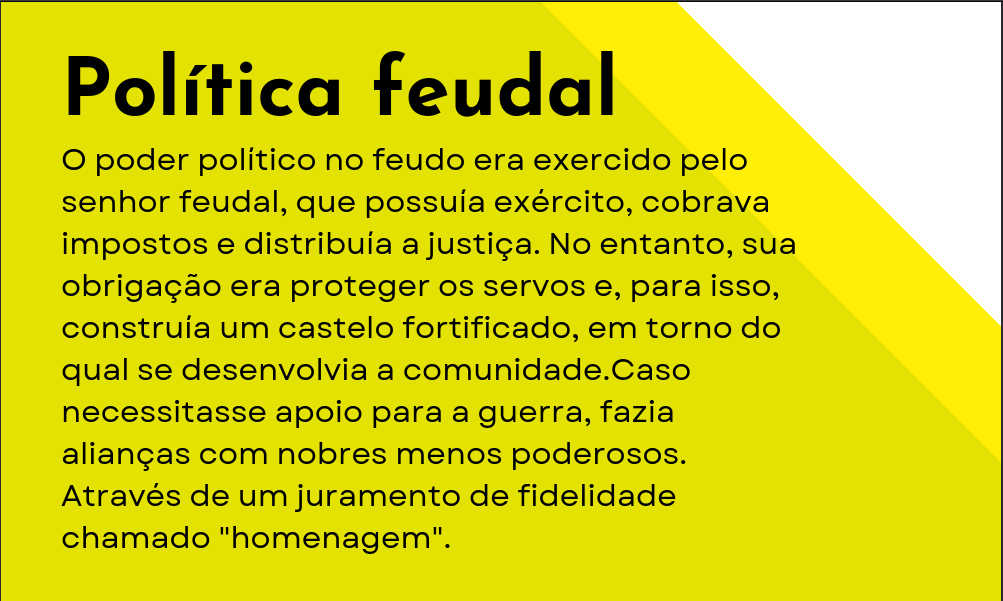 Política feudal
O poder político no feudo era exercido pelo
senhor feudal, que possuía exército, cobrava
impostos e distribuía a justiça. No entanto, sua
obrigação era proteger os servos e, para isso,
construía um castelo fortificado, em torno do
qual se desenvolvia a comunidade.Caso
necessitasse apoio para a guerra, fazia
alianças com nobres menos poderosos.
Através de um juramento de fidelidade
chamado "homenagem".